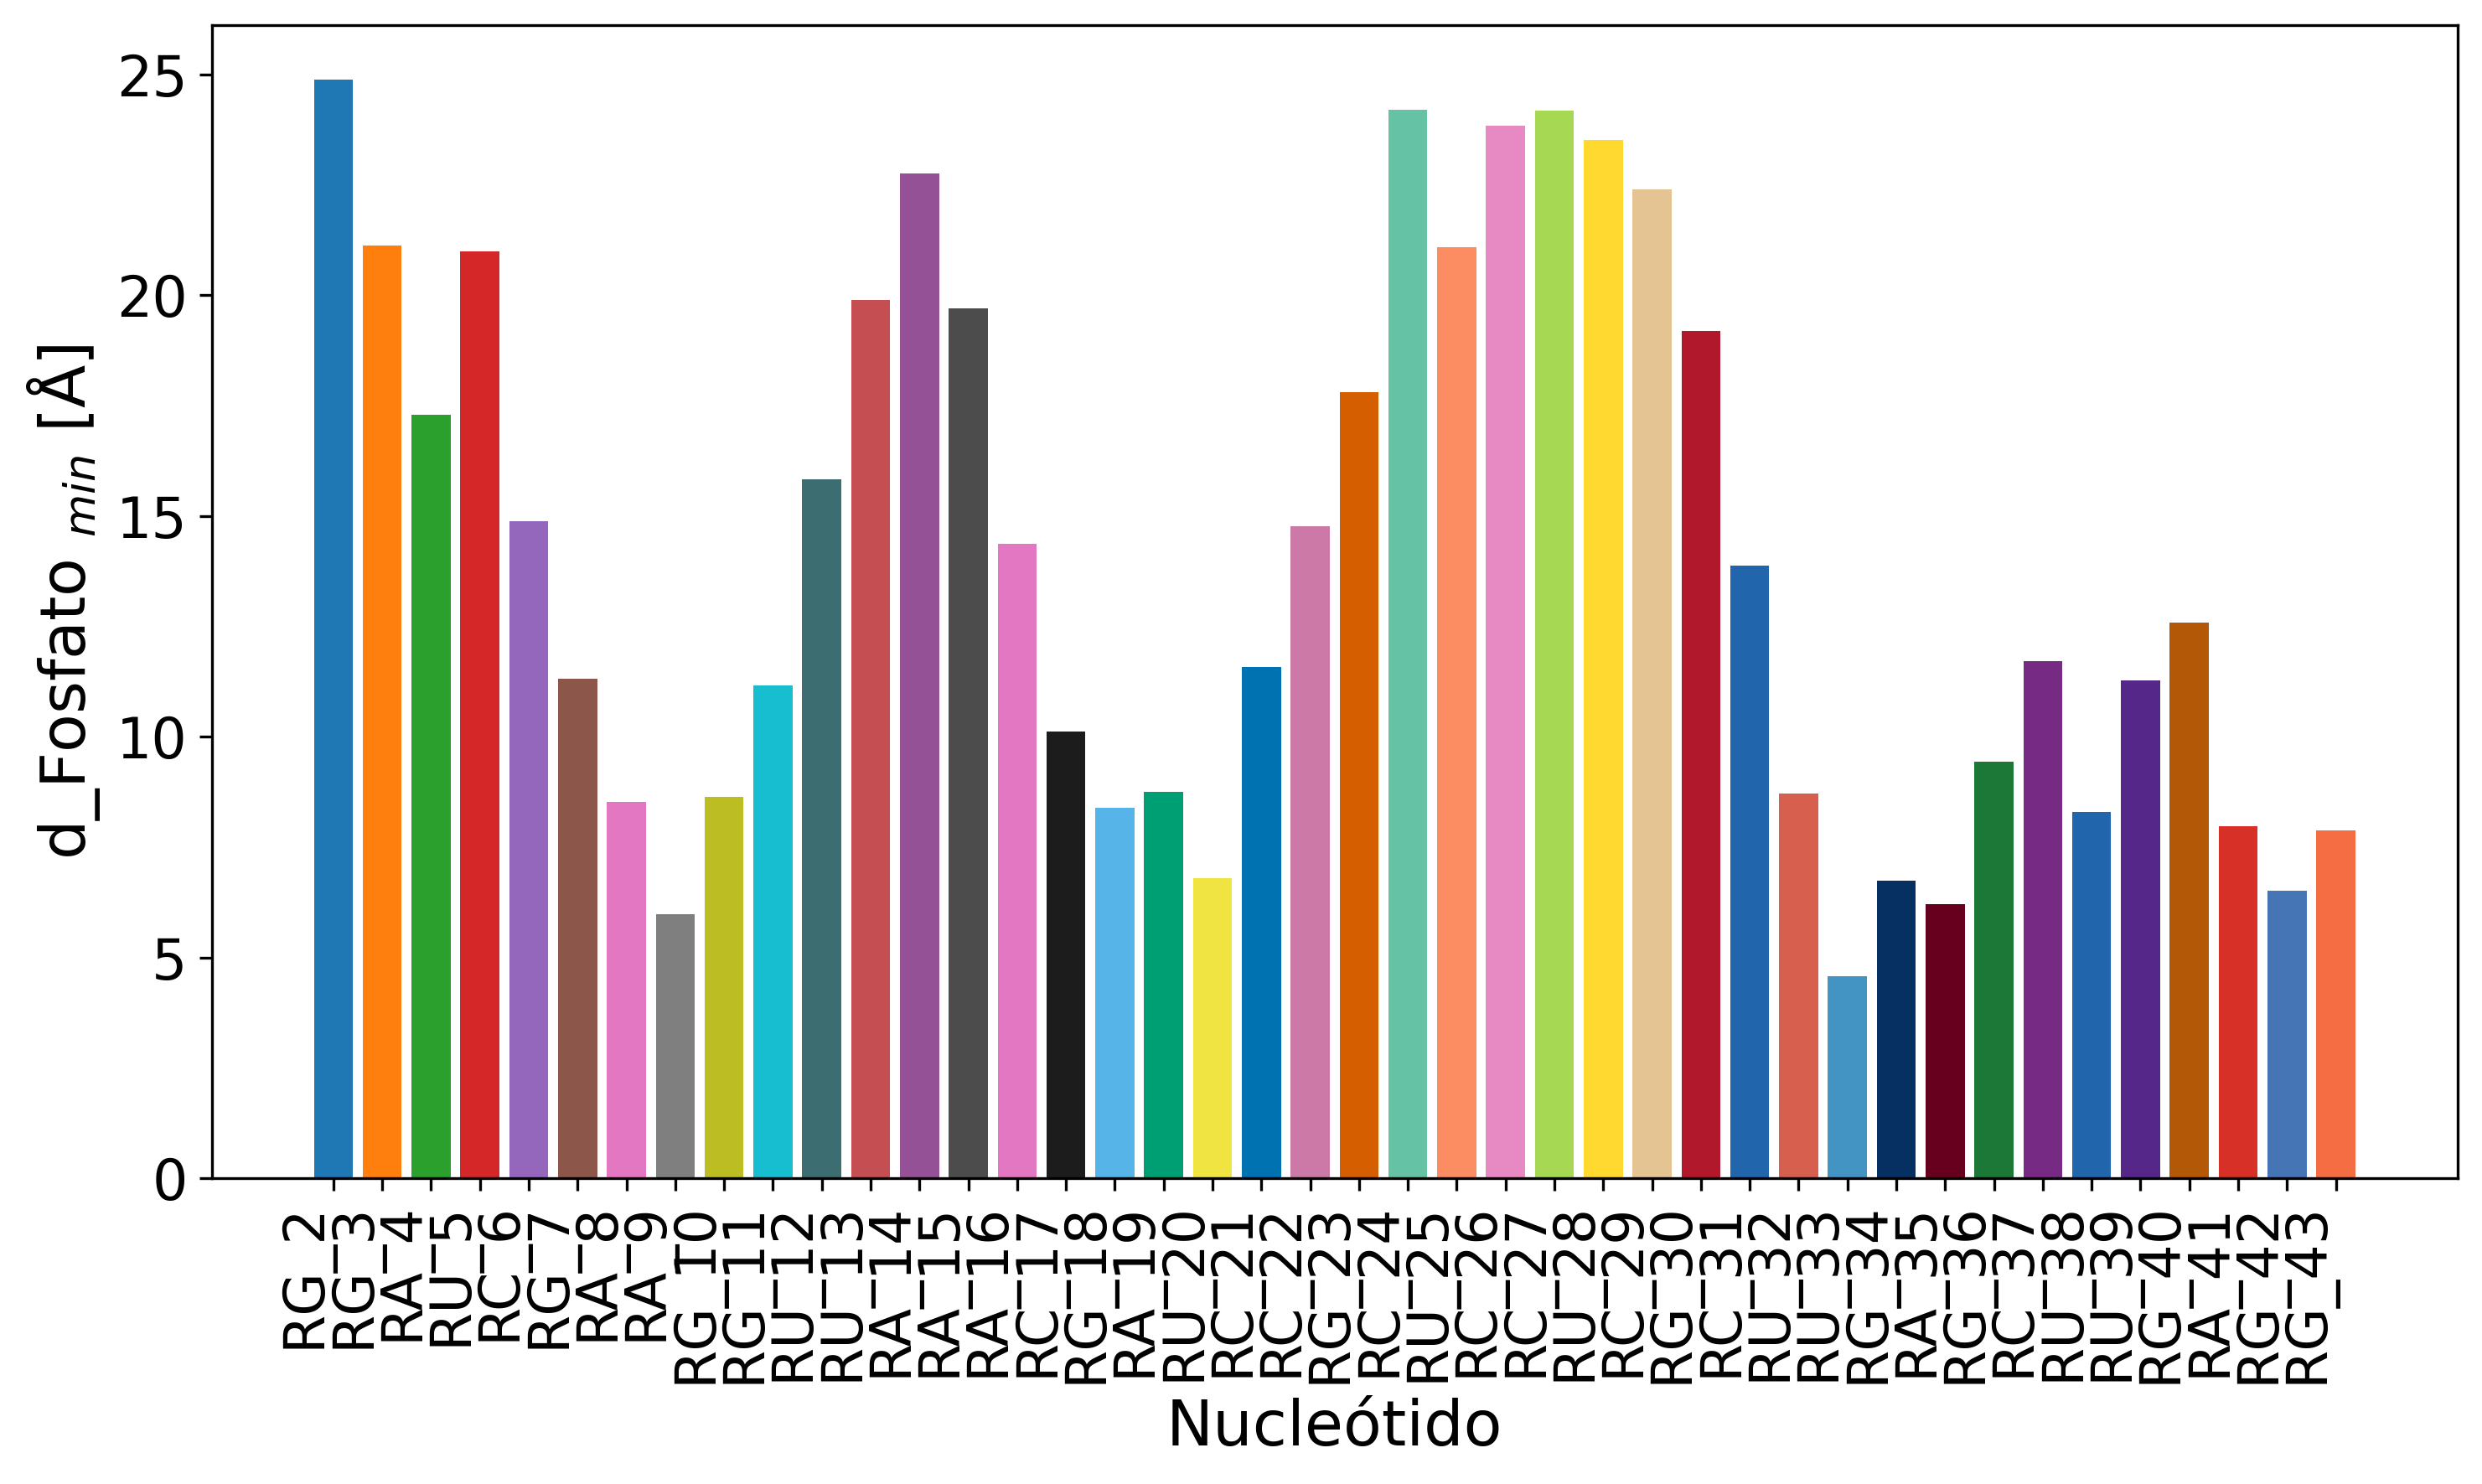 d_Fosfato min [Å]
25
20
15
10
5
0
RG_2
RG_3
RA_4
RU_5
RC_6
RG_7
RA_8
RA_9
RG_10
RG_11
RU_12
RU_13
RA_14
RA_15
RA_16
RC_17
RG_18
RA_19
RU_20
RC_21
RC_22
RG_23
RC_24
RU_25
RC_26
RC_27
RU_28
RC_29
RG_30
RC_31
RU_32
RU_33
RG_34
RA_35
RG_36
RC_37
RU_38
RU_39
RG_40
RA_41
RG_42
RG_43
Nucleótido